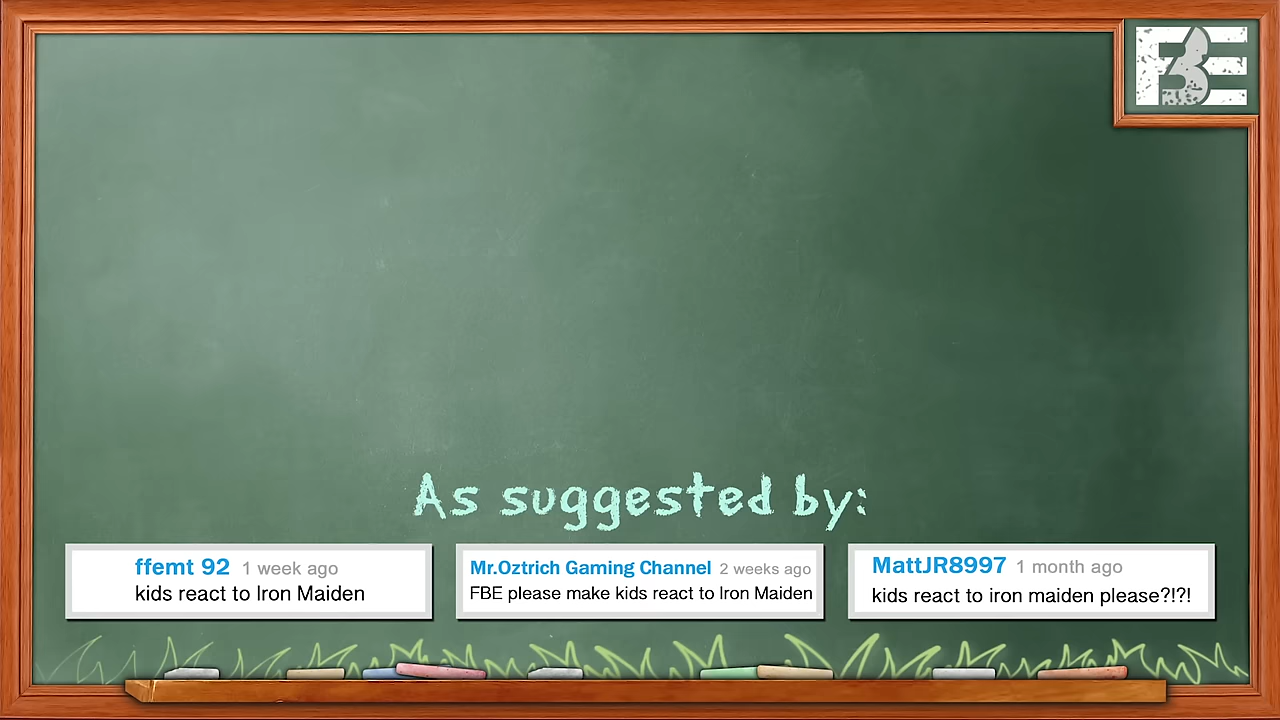 FBE
As suggested by:
ffemt 92 1 week ago
kids react to Iron Maiden
Mr.Oztrich Gaming Channel 2 weeks ago
FBE please make kids react to Iron Maiden
MattJR8997 1 month ago
kids react to iron maiden please?!?!